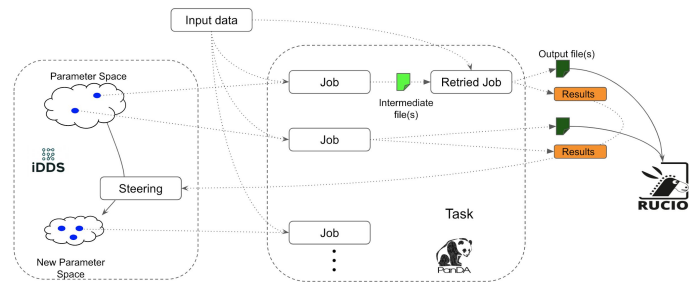 Input data
Parameter Space
iDDS
Steering
New Parameter
Space
Job
Intermediate
file(s)
Retried Job
Job
Job
Task
PanDA
Output file(s)
Results
Results
RUCIO